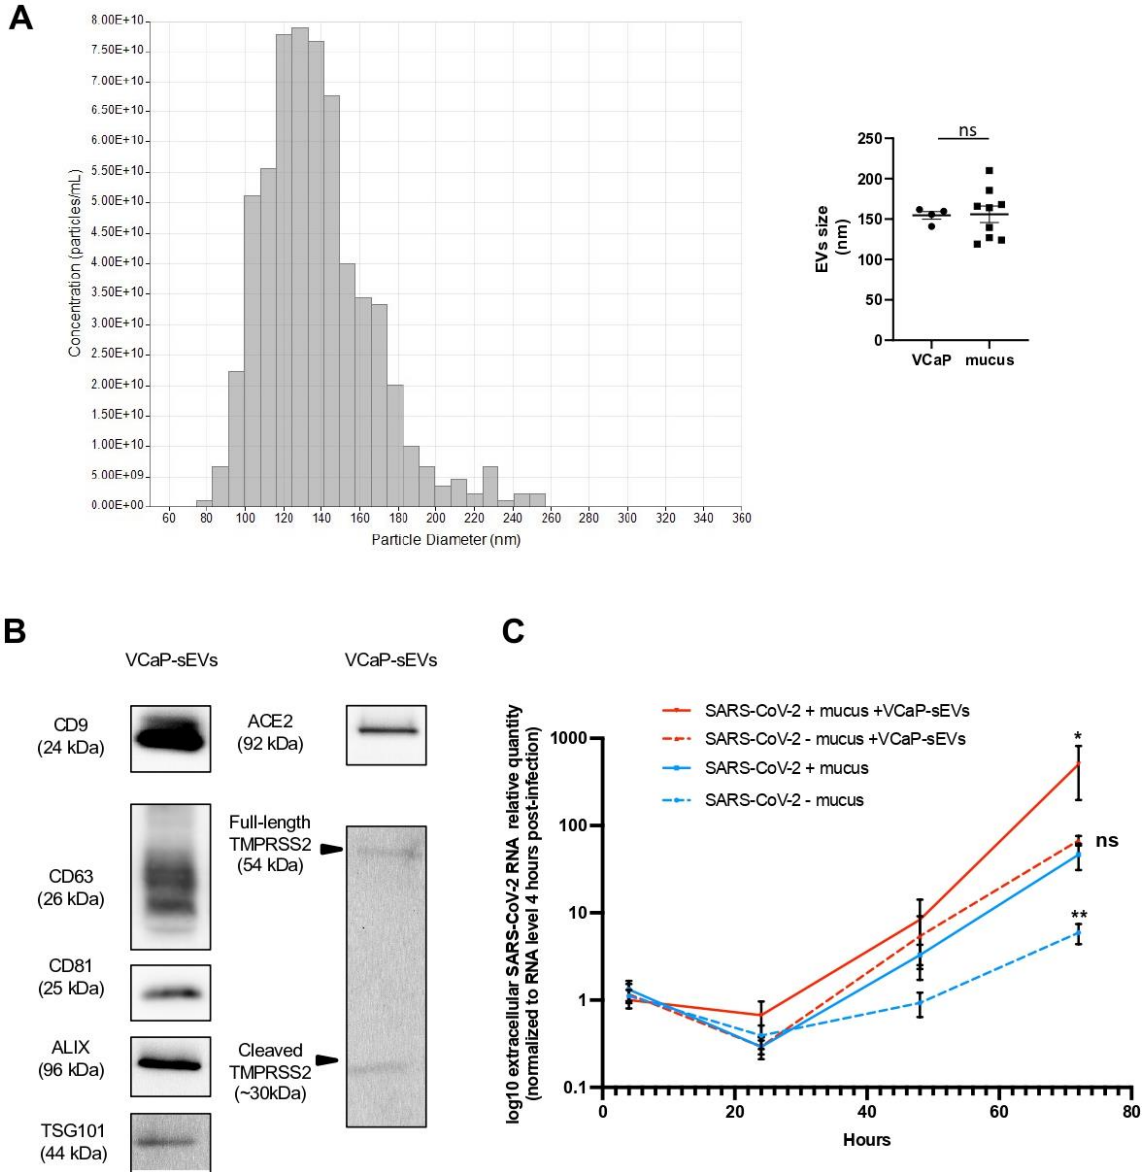 A
8.00E+10
7.50E+10
7.00E+10
6.50E+10
6.00E+10
5.50E+10
5.00E+10
4.50E+10
4.00E+10
3.50E+10
3.00E+10
2.50E+10
2.00E+10
1.50E+10
1.00E+10
5.00E+09
0.00E+00
Concentration (particles/mL)
60 80 100 120 140 160 180 200 220 240 260 280 300 320 340 360
Particle Diameter (nm)
ns
250
200
150
100
50
0
EVs size
(nm)
VCaP mucus
B
VCaP-sEVs
CD9
(24 kDa)
CD63
(26 kDa)
CD81
(25 kDa)
ALIX
(96 kDa)
TSG101
(44 kDa)
VCaP-sEVs
ACE2
(92 kDa)
Full-length
TMPRSS2
(54 kDa)
Cleaved
TMPRSS2
(~30kDa)
C
SARS-CoV-2 + mucus +VCaP-sEVs
SARS-CoV-2 - mucus +VCaP-sEVs
SARS-CoV-2 + mucus
SARS-CoV-2 - mucus
log10 extracellular SARS-CoV-2 RNA relative quantity
(normalized to RNA level 4 hours post-infection)
1000
100
10
1
0.1
*
ns
**
0 20 40 60 80
Hours